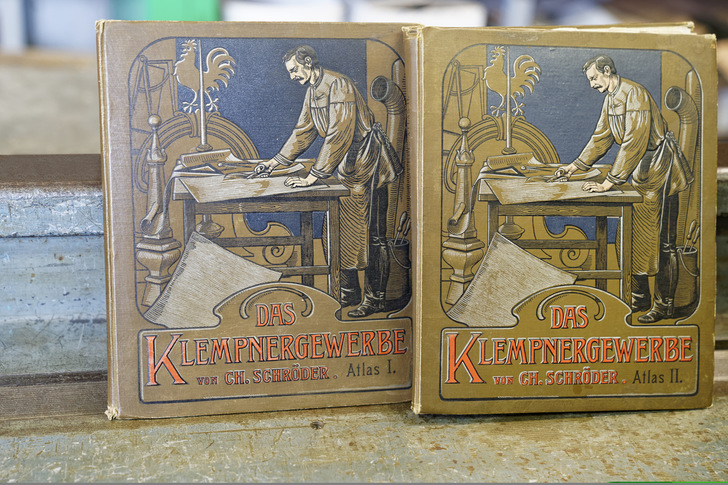 DAS
KLEMPNERGEWERBE
VON CH. SCHRÖDER. Atlas I.
DAS
KLEMPNERGEWERBE
VON CH. SCHRÖDER. Atlas II.